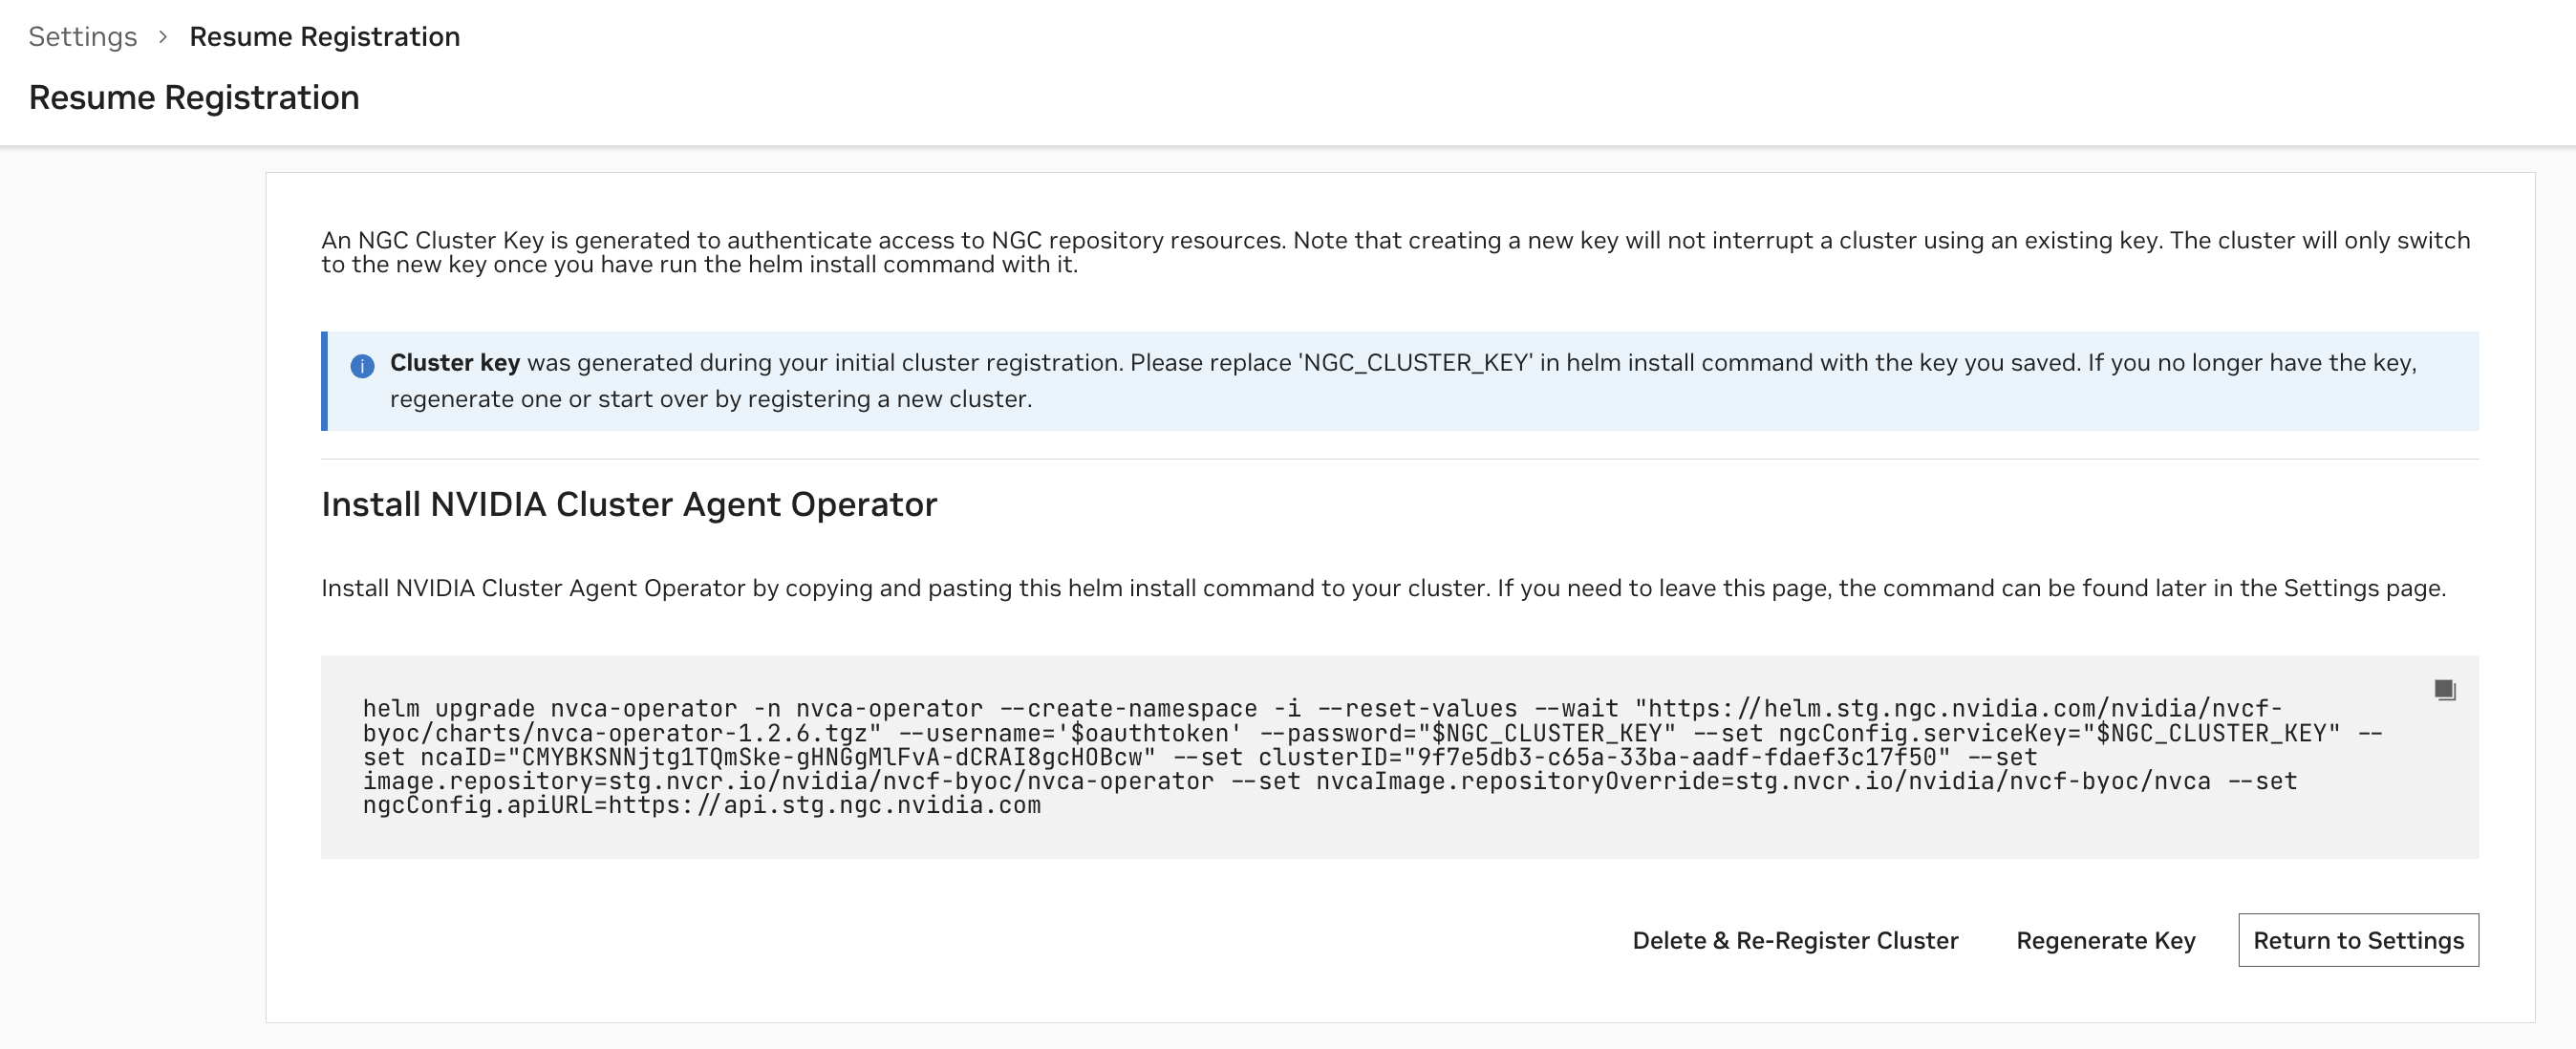 Settings > Resume Registration
Resume Registration
An NGC Cluster Key is generated to authenticate access to NGC repository resources. Note that creating a new key will not interrupt a cluster using an existing key. The cluster will only switch
to the new key once you have run the helm install command with it.
Cluster key was generated during your initial cluster registration. Please replace 'NGC_CLUSTER_KEY' in helm install command with the key you saved. If you no longer have the key,
regenerate one or start over by registering a new cluster.
Install NVIDIA Cluster Agent Operator
Install NVIDIA Cluster Agent Operator by copying and pasting this helm install command to your cluster. If you need to leave this page, the command can be found later in the Settings page.
helm upgrade nvca-operator -n nvca-operator --create-namespace -i --reset-values --wait "https://helm.stg.ngc.nvidia.com/nvidia/nvcf-
byoc/charts/nvca-operator-1.2.6.tgz" --username='$oauthtoken' --password="$NGC_CLUSTER_KEY" --set ngcConfig.serviceKey="$NGC_CLUSTER_KEY" --
set ncaID="CMYBKSNNjtg1TQmSke-gHNGgMlFvA-dCRAI8gcHOBcw" --set clusterID="9f7e5db3-c65a-33ba-aadf-fdaef3c17f50" --set
image.repository=stg.nvcr.io/nvidia/nvcf-byoc/nvca-operator --set nvcaImage.repositoryOverride=stg.nvcr.io/nvidia/nvcf-byoc/nvca --set
ngcConfig.apiURL=https://api.stg.ngc.nvidia.com
Delete & Re-Register Cluster
Regenerate Key
Return to Settings